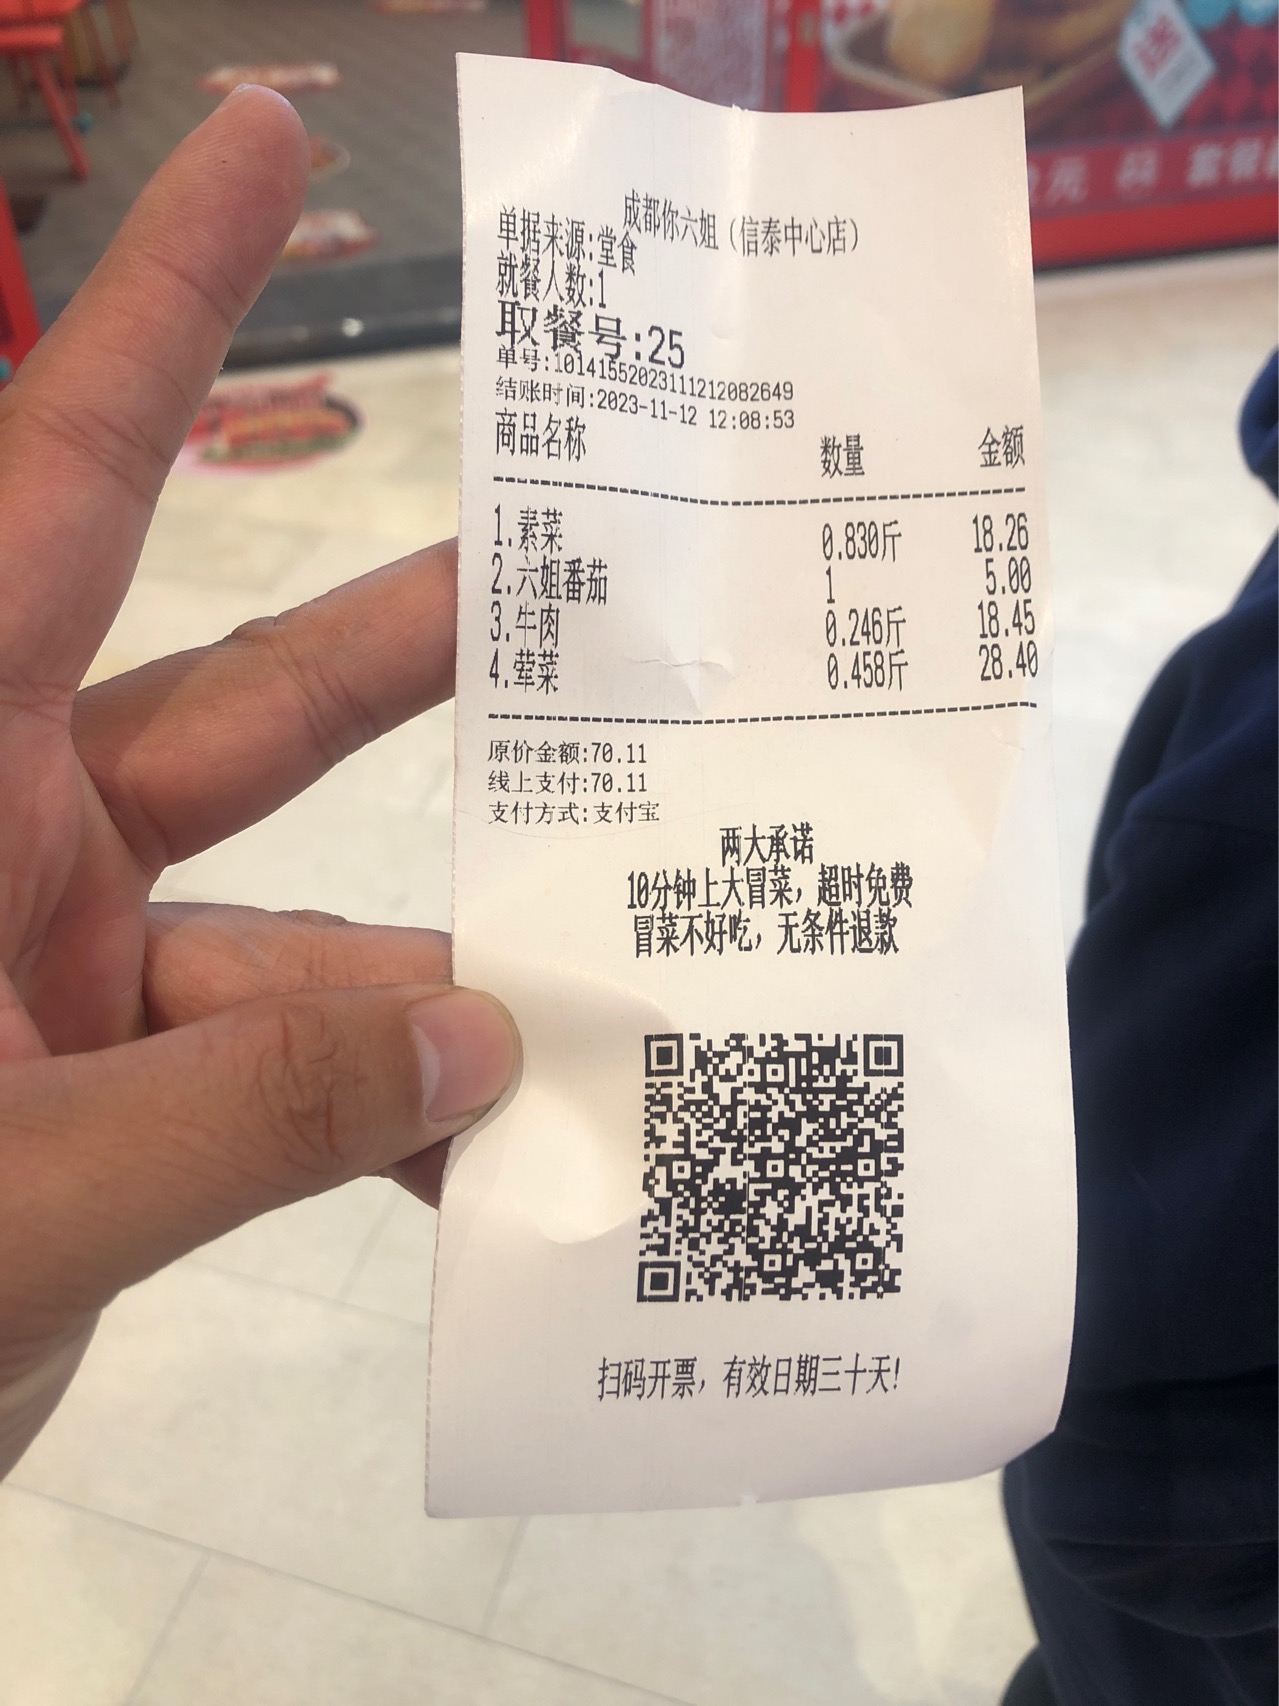 成都你六姐（信泰中心店）
单据来源:堂食
就餐人数:1
取餐号:25
单号:10141552023111212082649
结账时间:2023-11-12 12:08:53
商品名称 数量 金额
1.素菜 0.830斤 18.26
2.六姐番茄 1 5.00
3.牛肉 0.246斤 18.45
4.荤菜 0.458斤 28.40
原价金额:70.11
线上支付:70.11
支付方式:支付宝
两大承诺
10分钟上大冒菜，超时免费
冒菜不好吃，无条件退款
扫码开票，有效日期三十天!